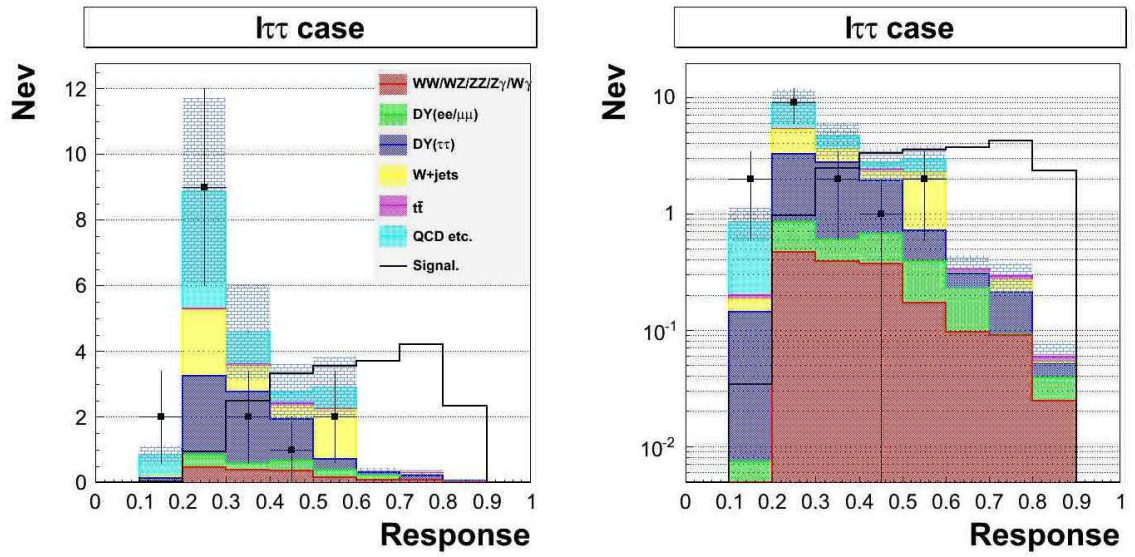 lττ case
Nev
12
10
8
6
4
2
0
WW/WZ/ZZ/Zγ/Wγ
DY(ee/μμ)
DY(ττ)
W+jets
tt̄
QCD etc.
Signal.
0 0.1 0.2 0.3 0.4 0.5 0.6 0.7 0.8 0.9 1
Response
lττ case
Nev
10
1
10⁻¹
10⁻²
0 0.1 0.2 0.3 0.4 0.5 0.6 0.7 0.8 0.9 1
Response